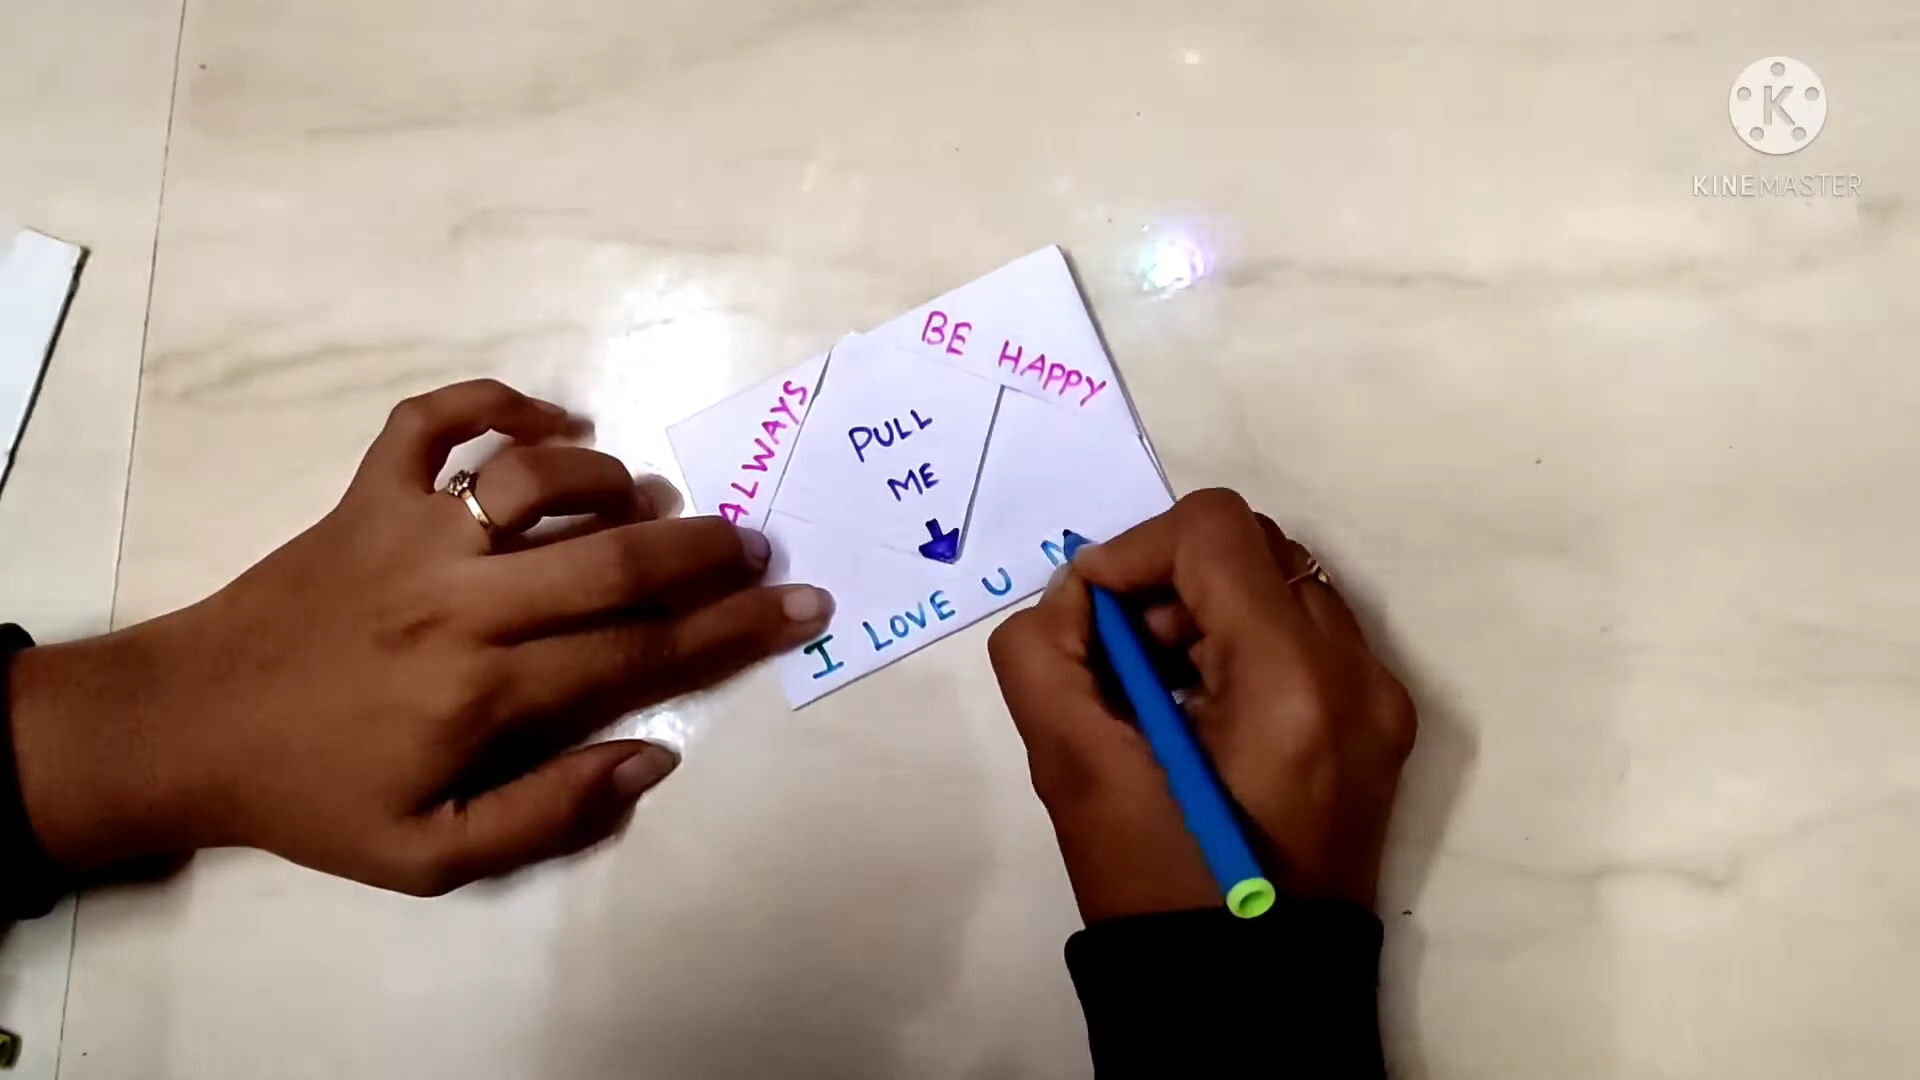 ALWAYS
BE HAPPY
PULL
ME
I LOVE U
K
KINEMASTER